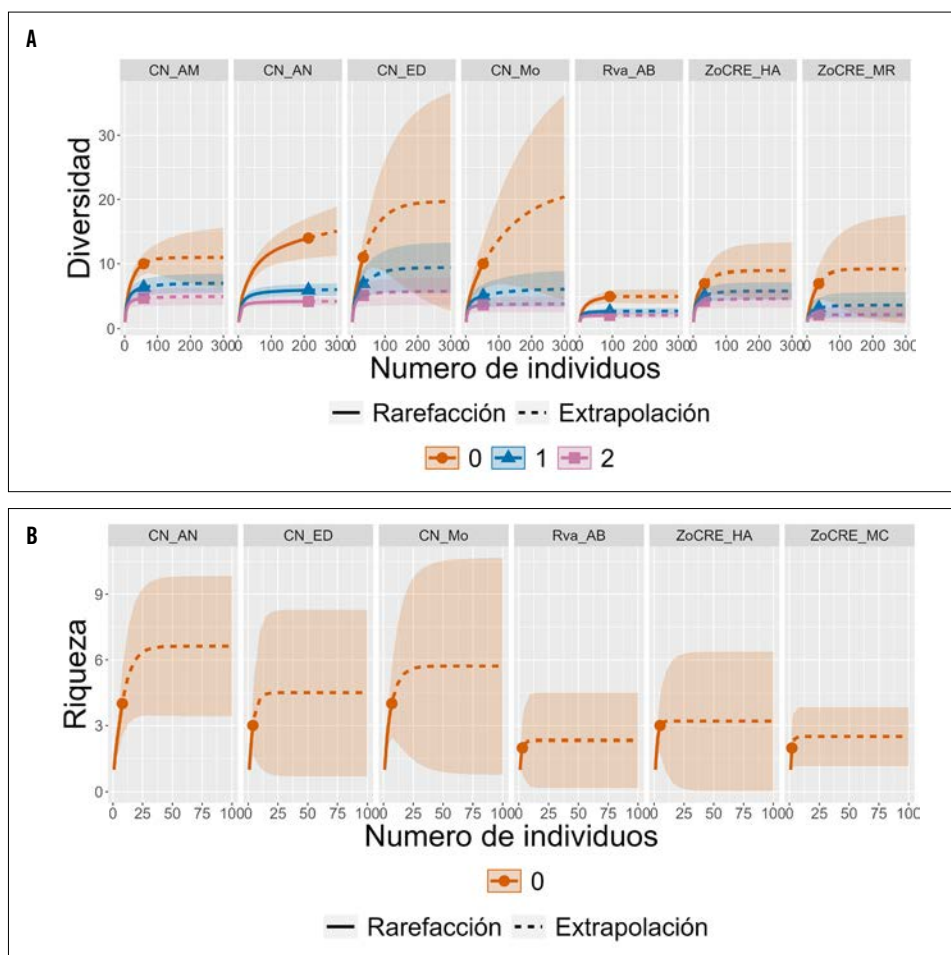 A
CN_AM CN_AN CN_ED CN_Mo Rva_AB ZoCRE_HA ZoCRE_MR
Diversidad
30
20
10
0
0 100 200 300 0 100 200 300 0 100 200 300 0 100 200 300 0 100 200 300 0 100 200 300 0 100 200 300
Numero de individuos
Rarefacción Extrapolación
0 1 2
B
CN_AN CN_ED CN_Mo Rva_AB ZoCRE_HA ZoCRE_MC
Riqueza
9
6
3
0
0 25 50 75 100 0 25 50 75 100 0 25 50 75 100 0 25 50 75 100 0 25 50 75 100 0 25 50 75 100
Numero de individuos
0
Rarefacción Extrapolación